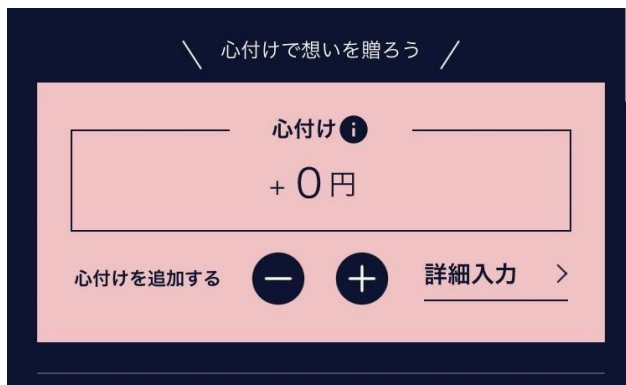 \ 心付けで想いを贈ろう /
心付け i
+ 0 円
心付けを追加する − + 詳細入力 >